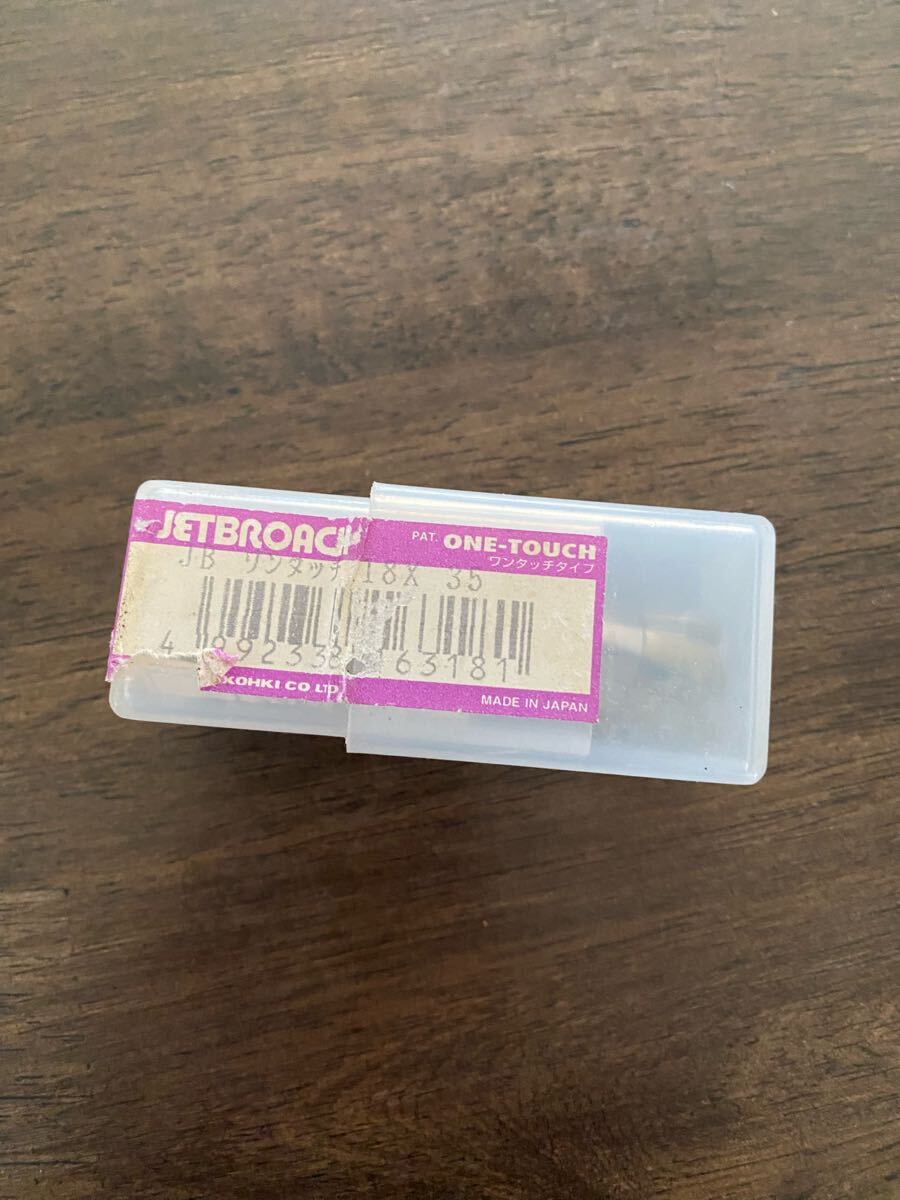 JETBROACH PAT. ONE-TOUCH
ワンタッチタイプ
JB ワンタッチ 18X 35
63181
KOHKI CO LTD
MADE IN JAPAN